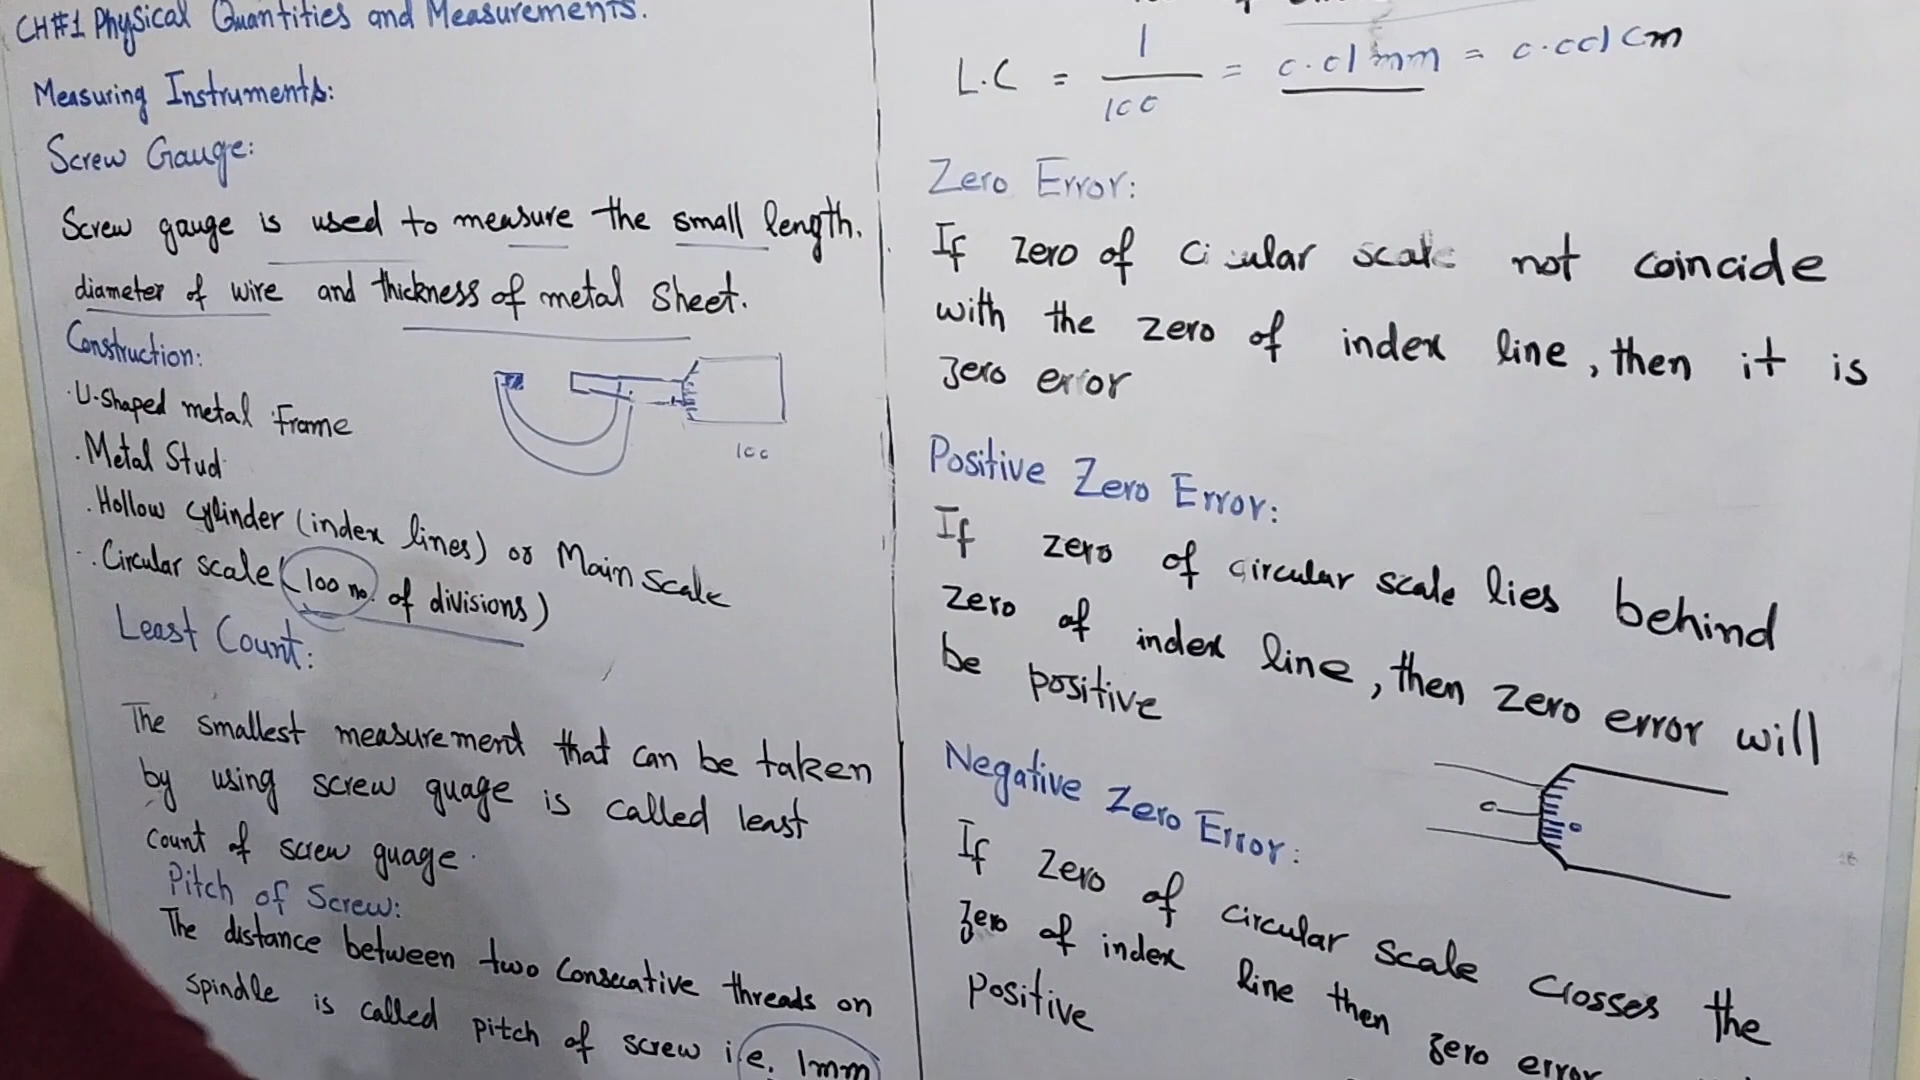 CH#1 Physical Quantities and Measurements.
Measuring Instruments:
Screw Gauge:
Screw gauge is used to measure the small length.
diameter of wire and thickness of metal sheet.
Construction:
· U-shaped metal frame
· Metal Stud
· Hollow cylinder (index lines) or Main scale
· Circular scale (100 no. of divisions)
100
Least Count:
The smallest measurement that can be taken
by using screw guage is called least
count of screw guage.
Pitch of Screw:
The distance between two Consecative threads on
spindle is called pitch of screw i.e. 1mm
L.C = 1/100 = 0.01mm = 0.001cm
Zero Error:
If zero of circular scale not coincide
with the zero of index line, then it is
zero error
Positive Zero Error:
If zero of circular scale lies behind
zero of index line, then zero error will
be positive
Negative Zero Error:
0
0
If zero of circular scale crosses the
zero of index line then zero error
positive